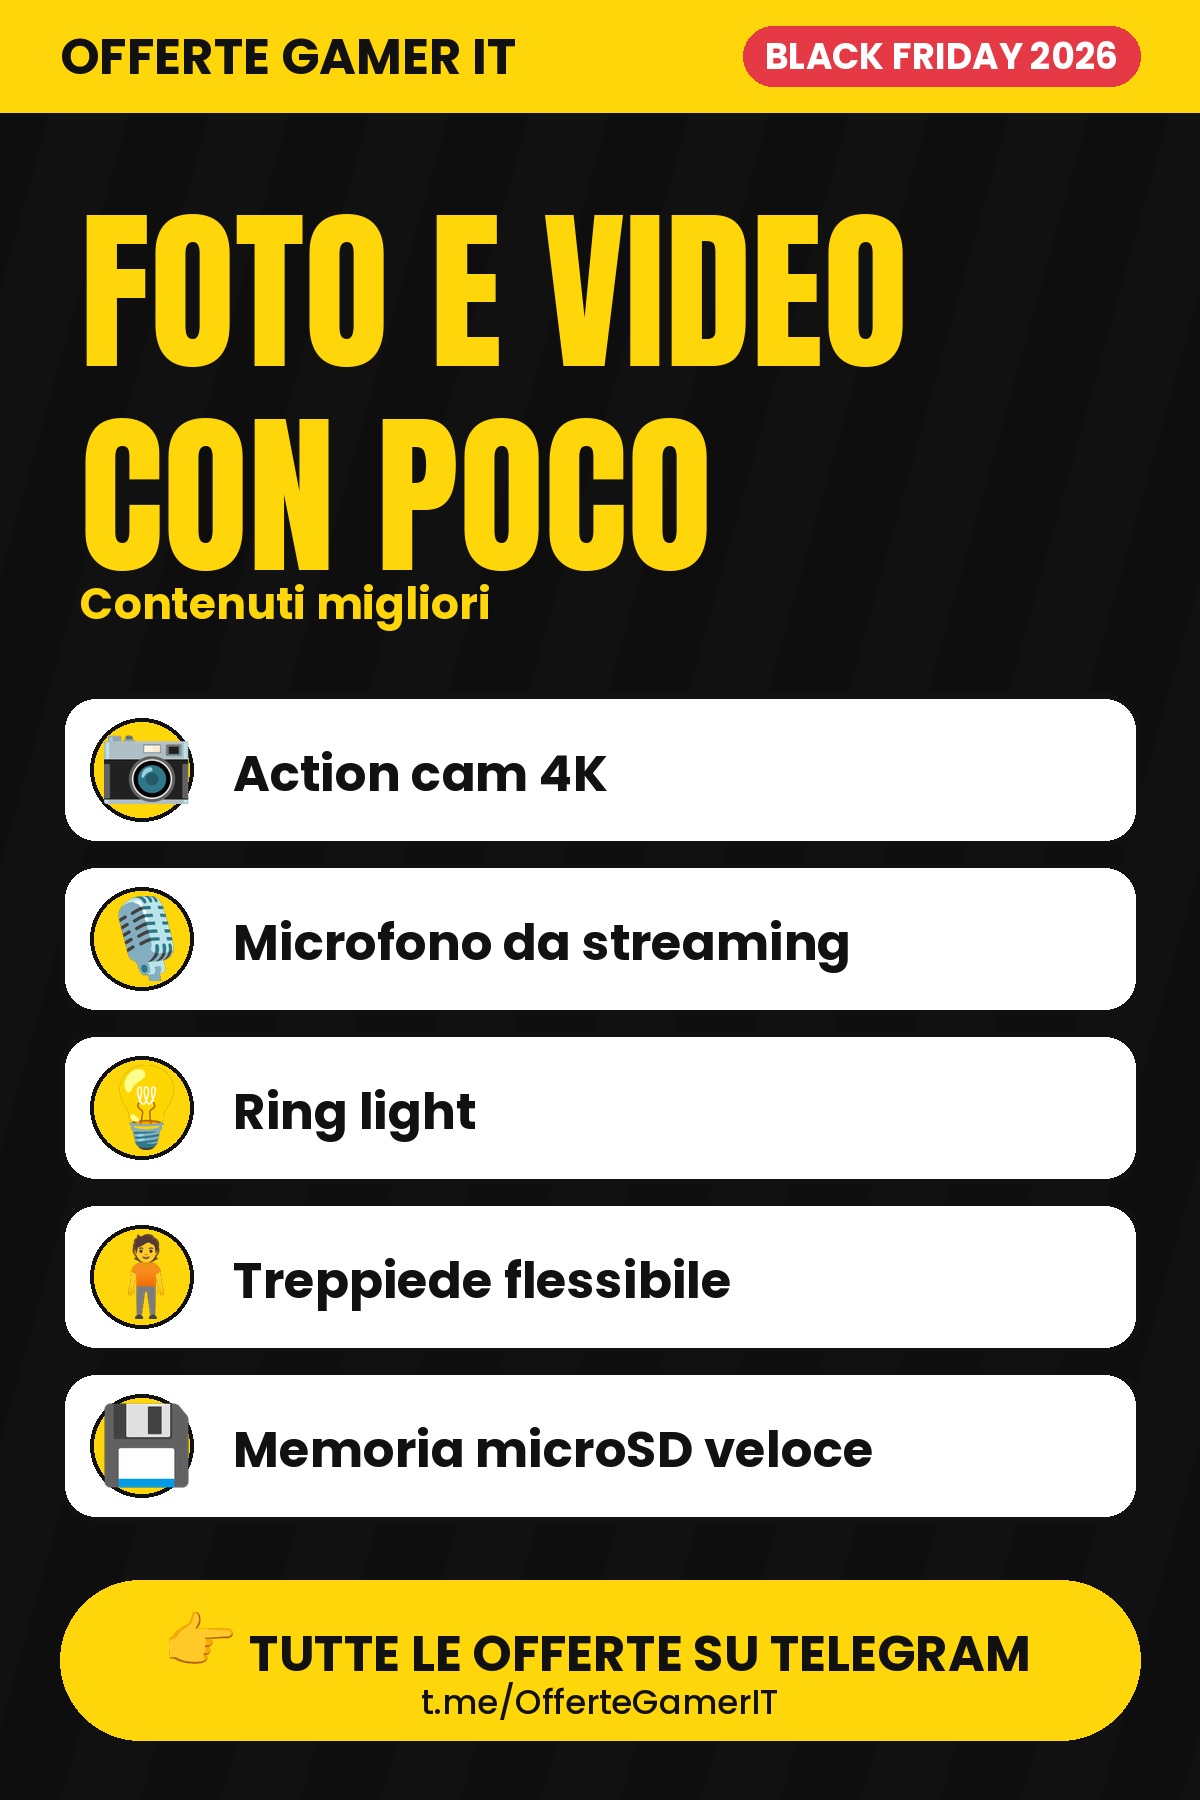 OFFERTE GAMER IT
BLACK FRIDAY 2026
FOTO E VIDEO
CON POCO
Contenuti migliori
Action cam 4K
Microfono da streaming
Ring light
Treppiede flessibile
Memoria microSD veloce
TUTTE LE OFFERTE SU TELEGRAM
t.me/OfferteGamerIT